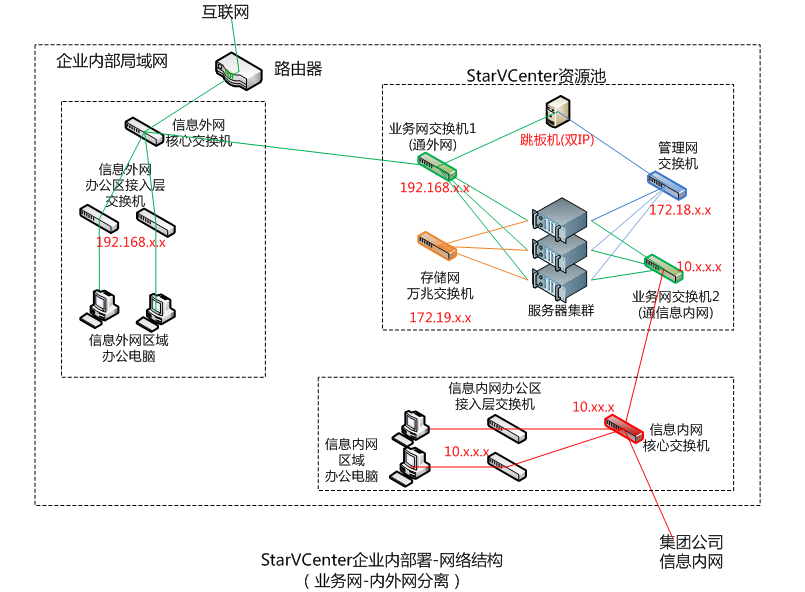 互联网
企业内部局域网
路由器
StarVCenter资源池
信息外网
核心交换机
业务网交换机1
(通外网)
192.168.x.x
跳板机(双IP)
管理网
交换机
172.18.x.x
信息外网
办公区接入层
交换机
192.168.x.x
存储网
万兆交换机
172.19.x.x
服务器集群
10.x.x.x
业务网交换机2
(通信息内网)
信息外网区域
办公电脑
信息内网办公区
接入层交换机
10.xx.x
信息内网
核心交换机
信息内网
区域
办公电脑
10.x.x.x
集团公司
信息内网
StarVCenter企业内部署-网络结构
（业务网-内外网分离）